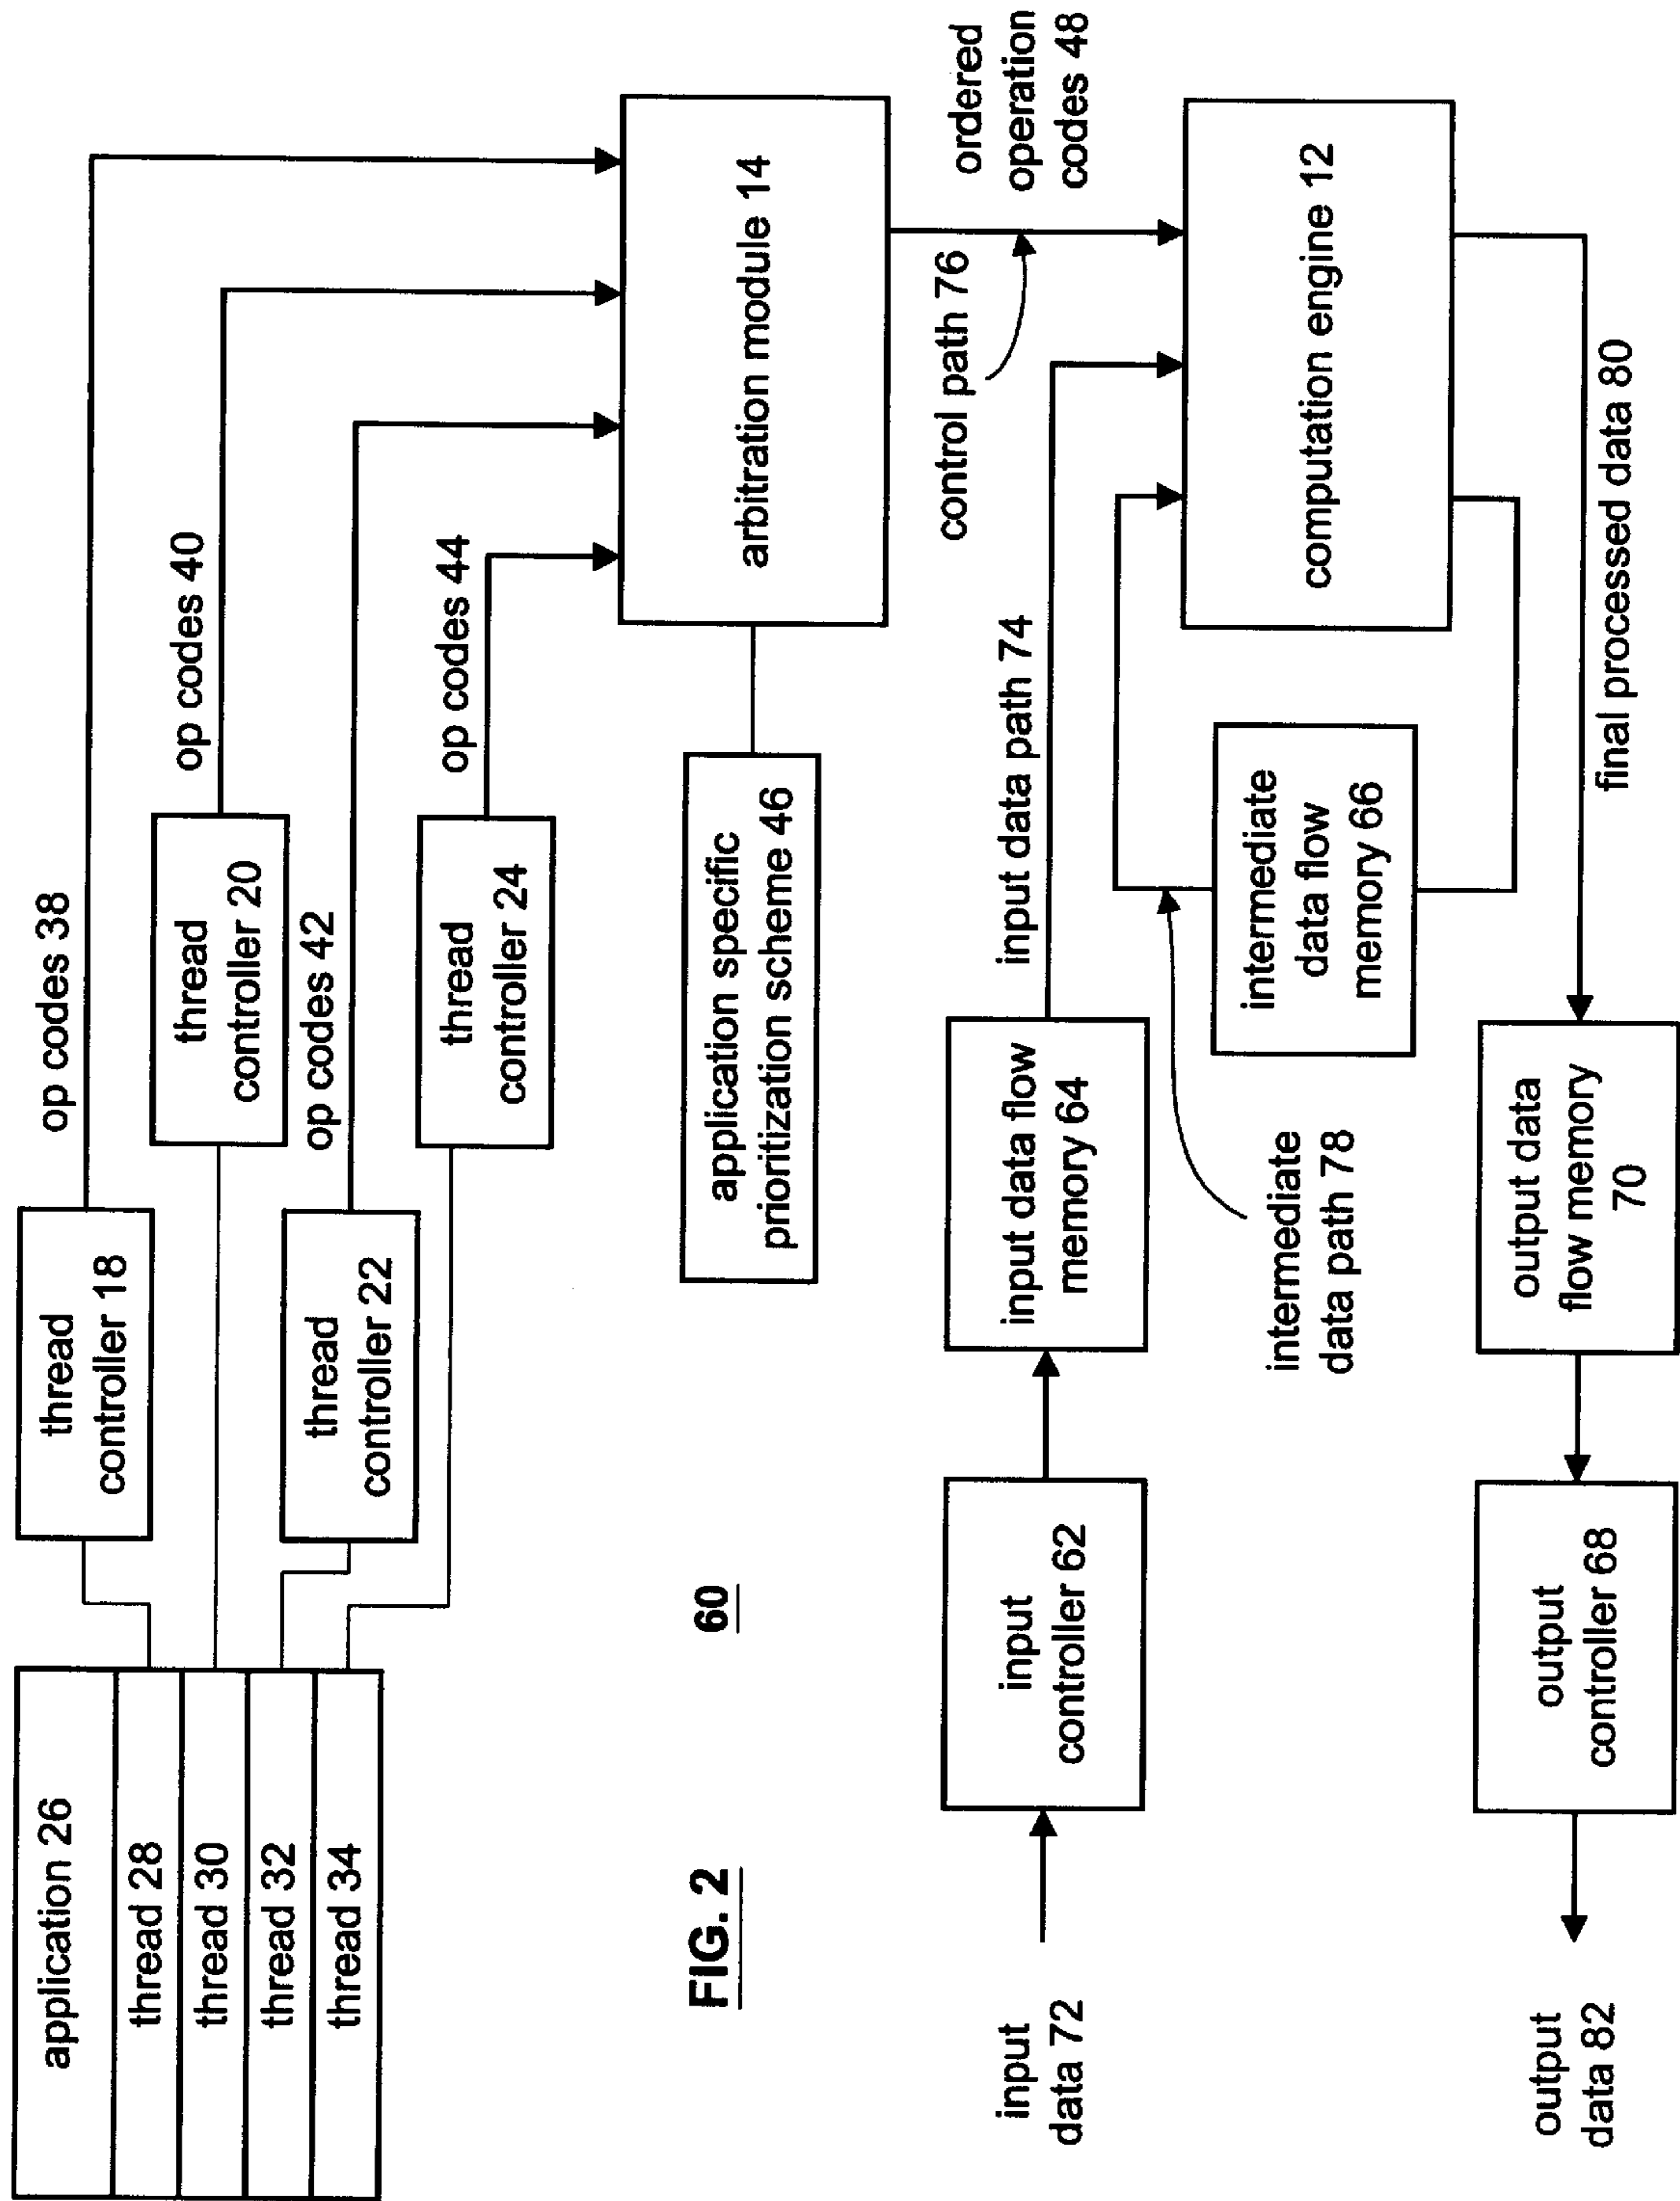 application 26
thread 28
thread 30
thread 32
thread 34
thread
controller 18
thread
controller 22
thread
controller 20
thread
controller 24
op codes 38
op codes 40
op codes 42
op codes 44
application specific
prioritization scheme 46
arbitration module 14
FIG. 2
60
control path 76
ordered
operation
codes 48
input
data 72
input
controller 62
input data flow
memory 64
input data path 74
intermediate
data path 78
intermediate
data flow
memory 66
computation engine 12
final processed data 80
output data
flow memory
70
output
controller 68
output
data 82